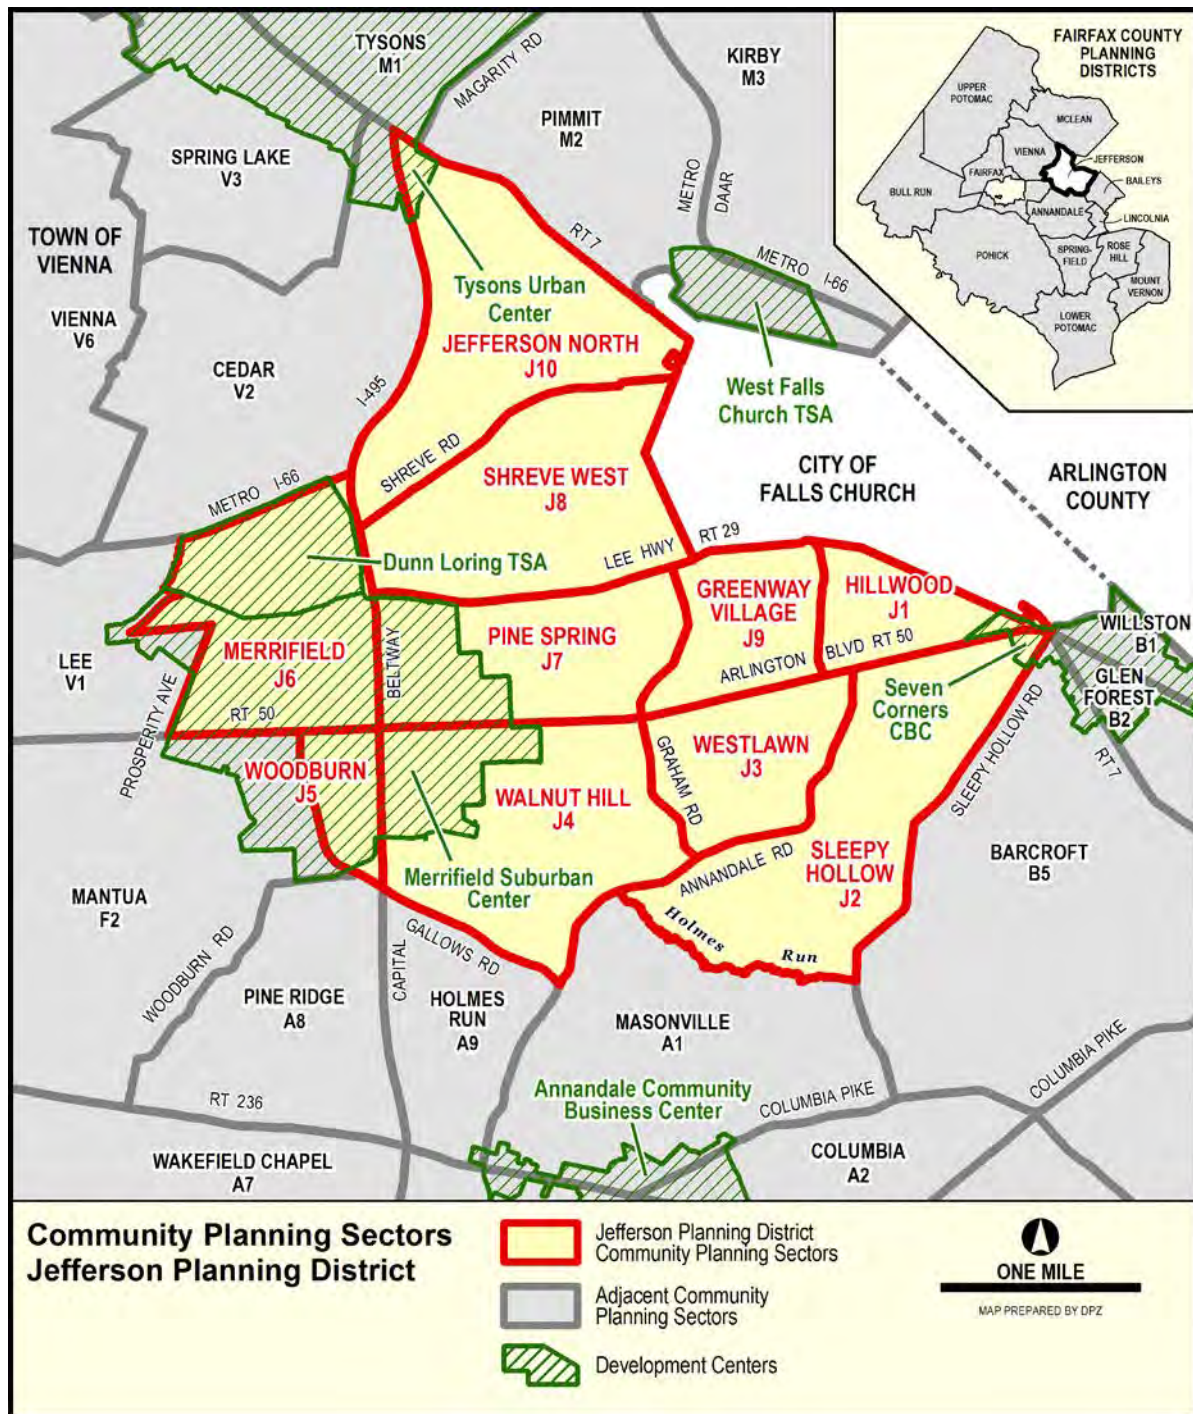 TYSONS
M1
MAGARITY RD
KIRBY
M3
FAIRFAX COUNTY
PLANNING
DISTRICTS
UPPER
POTOMAC
MCLEAN
VIENNA
JEFFERSON
FAIRFAX
BAILEYS
BULL RUN
ANNANDALE
LINCOLNIA
POHICK
SPRING-
FIELD
ROSE
HILL
MOUNT
VERNON
LOWER
POTOMAC
PIMMIT
M2
SPRING LAKE
V3
METRO
DAAR
RT 7
TOWN OF
VIENNA
VIENNA
V6
METRO I-66
Tysons Urban
Center
JEFFERSON NORTH
J10
CEDAR
V2
I-495
West Falls
Church TSA
SHREVE RD
SHREVE WEST
J8
CITY OF
FALLS CHURCH
ARLINGTON
COUNTY
METRO I-66
LEE HWY RT 29
Dunn Loring TSA
GREENWAY
VILLAGE
J9
HILLWOOD
J1
WILLSTON
B1
PINE SPRING
J7
MERRIFIELD
J6
BELTWAY
ARLINGTON BLVD RT 50
LEE
V1
GLEN
FOREST
B2
Seven
Corners
CBC
RT 50
PROSPERITY AVE
SLEEPY HOLLOW RD
RT 7
WOODBURN
J5
WESTLAWN
J3
GRAHAM RD
WALNUT HILL
J4
SLEEPY
HOLLOW
J2
ANNANDALE RD
BARCROFT
B5
Merrifield Suburban
Center
MANTUA
F2
Holmes Run
GALLOWS RD
WOODBURN RD
CAPITAL
PINE RIDGE
A8
HOLMES
RUN
A9
MASONVILLE
A1
COLUMBIA PIKE
Annandale Community
Business Center
COLUMBIA PIKE
RT 236
WAKEFIELD CHAPEL
A7
COLUMBIA
A2
Community Planning Sectors
Jefferson Planning District
Jefferson Planning District
Community Planning Sectors
Adjacent Community
Planning Sectors
Development Centers
ONE MILE
MAP PREPARED BY DPZ